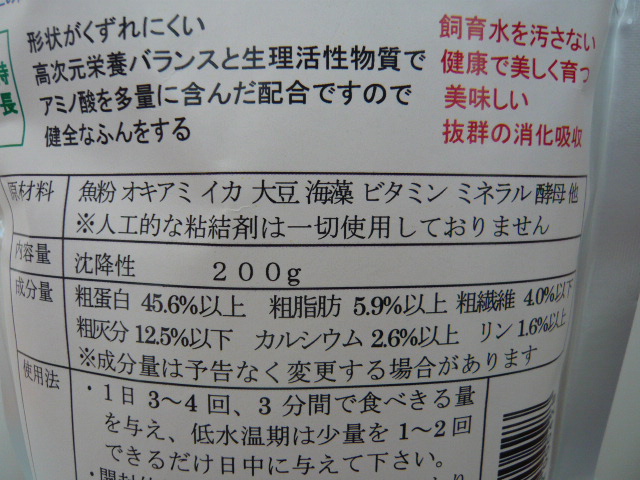 形状がくずれにくい
高次元栄養バランスと生理活性物質で
アミノ酸を多量に含んだ配合ですので
健全なふんをする
長
飼育水を汚さない
健康で美しく育つ
美味しい
抜群の消化吸収
原材料 魚粉 オキアミ イカ 大豆 海藻 ビタミン ミネラル 酵母 他
※人工的な粘結剤は一切使用しておりません
内容量 沈降性 200g
成分量 粗蛋白 45.6%以上 粗脂肪 5.9%以上 粗繊維 4.0%以下
粗灰分 12.5%以下 カルシウム 2.6%以上 リン 1.6%以上
※成分量は予告なく変更する場合があります
使用法 ・1日3〜4回、3分間で食べきる量
を与え、低水温期は少量を1〜2回
できるだけ日中に与えて下さい。